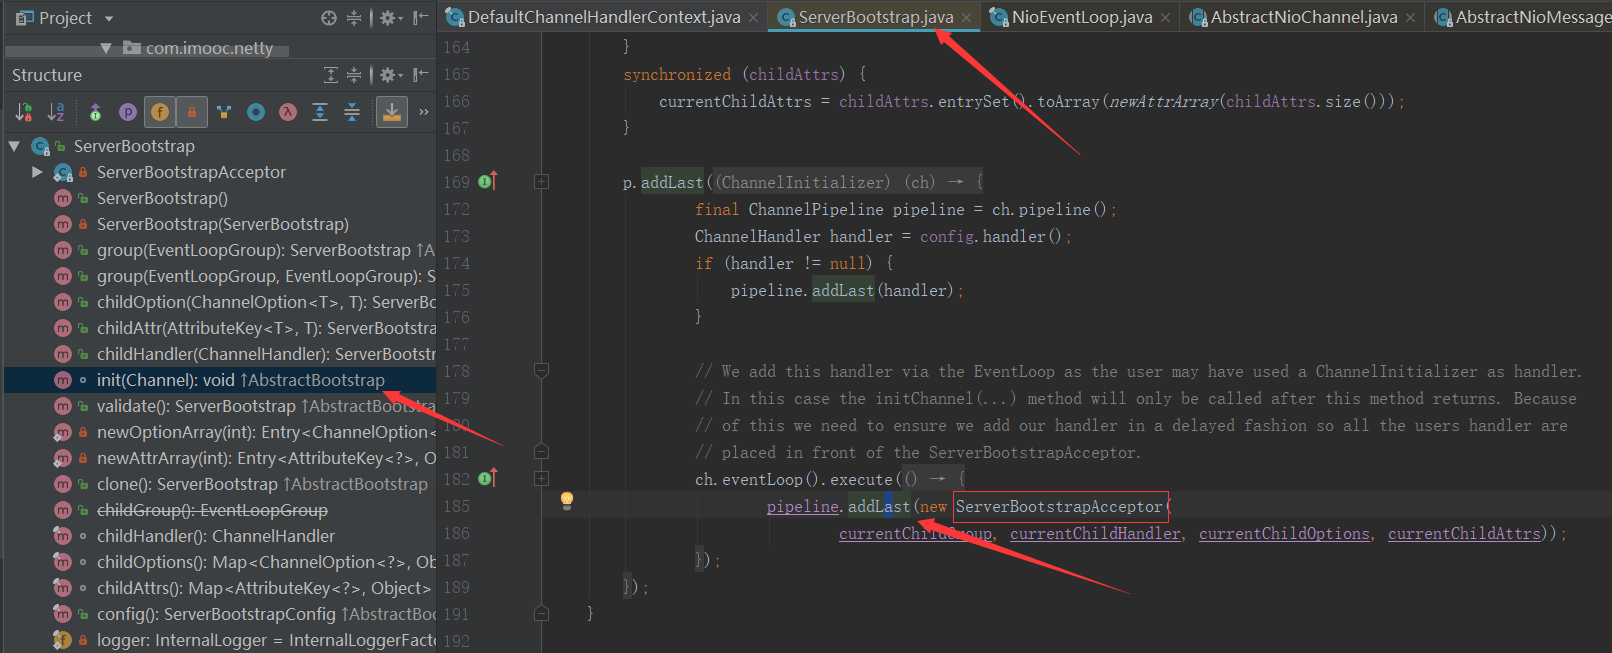 Project
com.imooc.netty
Structure
ServerBootstrap
ServerBootstrapAcceptor
ServerBootstrap()
ServerBootstrap(ServerBootstrap)
group(EventLoopGroup): ServerBootstrap ↑A
group(EventLoopGroup, EventLoopGroup): S
childOption(ChannelOption<T>, T): ServerBo
childAttr(AttributeKey<T>, T): ServerBootstra
childHandler(ChannelHandler): ServerBootstr
init(Channel): void ↑AbstractBootstrap
validate(): ServerBootstrap ↑AbstractBootstra
newOptionArray(int): Entry<ChannelOption<
newAttrArray(int): Entry<AttributeKey<?>, O
clone(): ServerBootstrap ↑AbstractBootstrap
childGroup(): EventLoopGroup
childHandler(): ChannelHandler
childOptions(): Map<ChannelOption<?>, Ob
childAttrs(): Map<AttributeKey<?>, Object>
config(): ServerBootstrapConfig ↑AbstractBoo
logger: InternalLogger = InternalLoggerFact
DefaultChannelHandlerContext.java ServerBootstrap.java NioEventLoop.java AbstractNioChannel.java AbstractNioMessage
164 }
165 synchronized (childAttrs) {
166 currentChildAttrs = childAttrs.entrySet().toArray(newAttrArray(childAttrs.size()));
167 }
168
169 p.addLast((ChannelInitializer) (ch) → {
172 final ChannelPipeline pipeline = ch.pipeline();
173 ChannelHandler handler = config.handler();
174 if (handler != null) {
175 pipeline.addLast(handler);
176 }
177
178 // We add this handler via the EventLoop as the user may have used a ChannelInitializer as handler.
179 // In this case the initChannel(...) method will only be called after this method returns. Because
180 // of this we need to ensure we add our handler in a delayed fashion so all the users handler are
181 // placed in front of the ServerBootstrapAcceptor.
182 ch.eventLoop().execute(() → {
185 pipeline.addLast(new ServerBootstrapAcceptor(
186 currentChildGroup, currentChildHandler, currentChildOptions, currentChildAttrs));
187 });
189 });
191 }
192